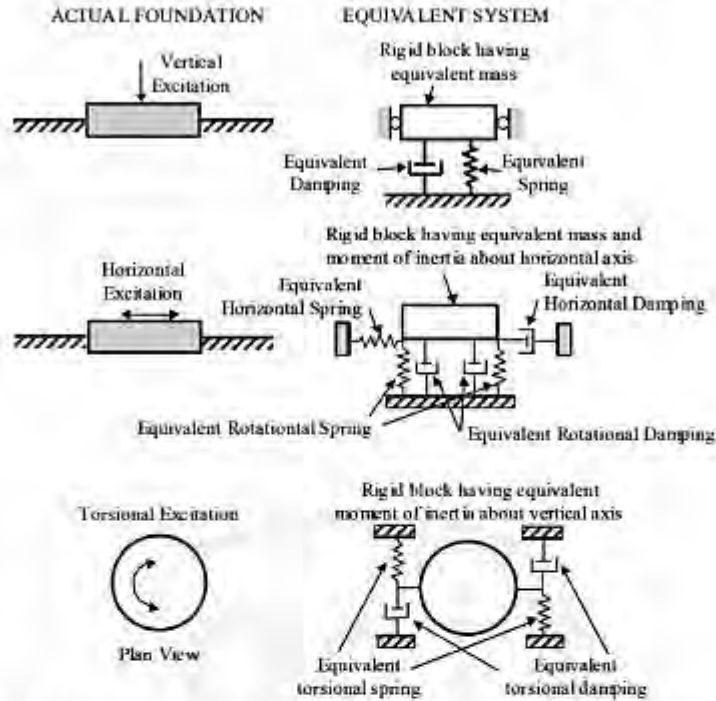 ACTUAL FOUNDATION
EQUIVALENT SYSTEM
Vertical
Excitation
Rigid block having
equivalent mass
Equivalent
Damping
Equivalent
Spring
Horizontal
Excitation
Rigid block having equivalent mass and
moment of inertia about horizontal axis
Equivalent
Horizontal Spring
Equivalent
Horizontal Damping
Equivalent Rotationtal Spring
Equivalent Rotational Damping
Torsional Excitation
Plan View
Rigid block having equivalent
moment of inertia about vertical axis
Equivalent
torsional spring
Equivalent
torsional damping